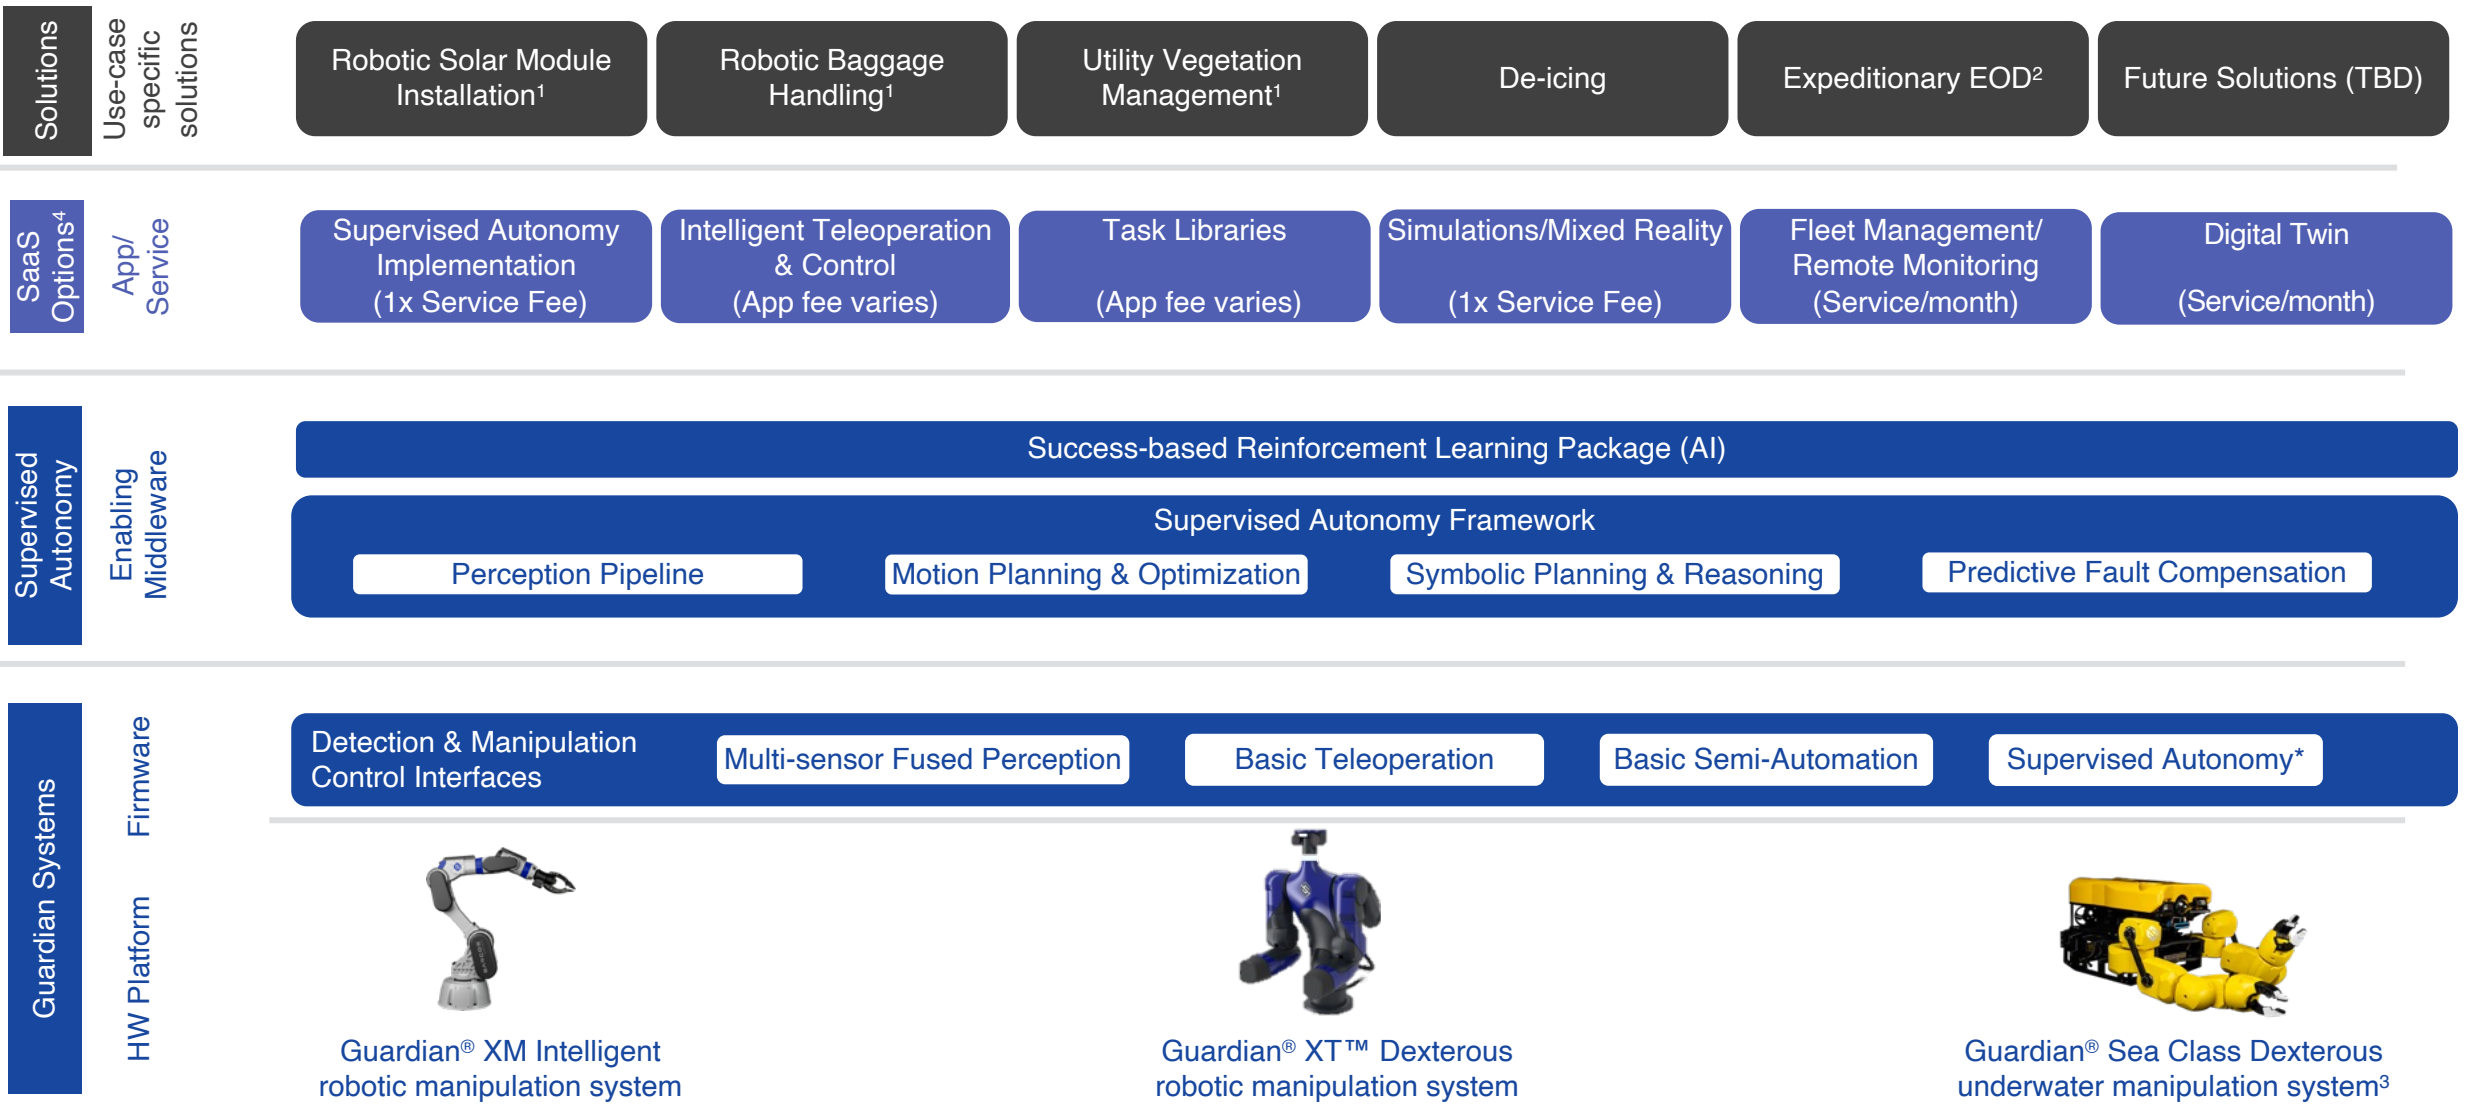 Solutions
Use-case
specific
solutions
Robotic Solar Module
Installation¹
Robotic Baggage
Handling¹
Utility Vegetation
Management¹
De-icing
Expeditionary EOD²
Future Solutions (TBD)
SaaS
Options⁴
App/
Service
Supervised Autonomy
Implementation
(1x Service Fee)
Intelligent Teleoperation
& Control
(App fee varies)
Task Libraries
(App fee varies)
Simulations/Mixed Reality
(1x Service Fee)
Fleet Management/
Remote Monitoring
(Service/month)
Digital Twin
(Service/month)
Supervised
Autonomy
Enabling
Middleware
Success-based Reinforcement Learning Package (AI)
Supervised Autonomy Framework
Perception Pipeline
Motion Planning & Optimization
Symbolic Planning & Reasoning
Predictive Fault Compensation
Guardian Systems
Firmware
Detection & Manipulation
Control Interfaces
Multi-sensor Fused Perception
Basic Teleoperation
Basic Semi-Automation
Supervised Autonomy*
HW Platform
Guardian® XM Intelligent
robotic manipulation system
Guardian® XT™ Dexterous
robotic manipulation system
Guardian® Sea Class Dexterous
underwater manipulation system³